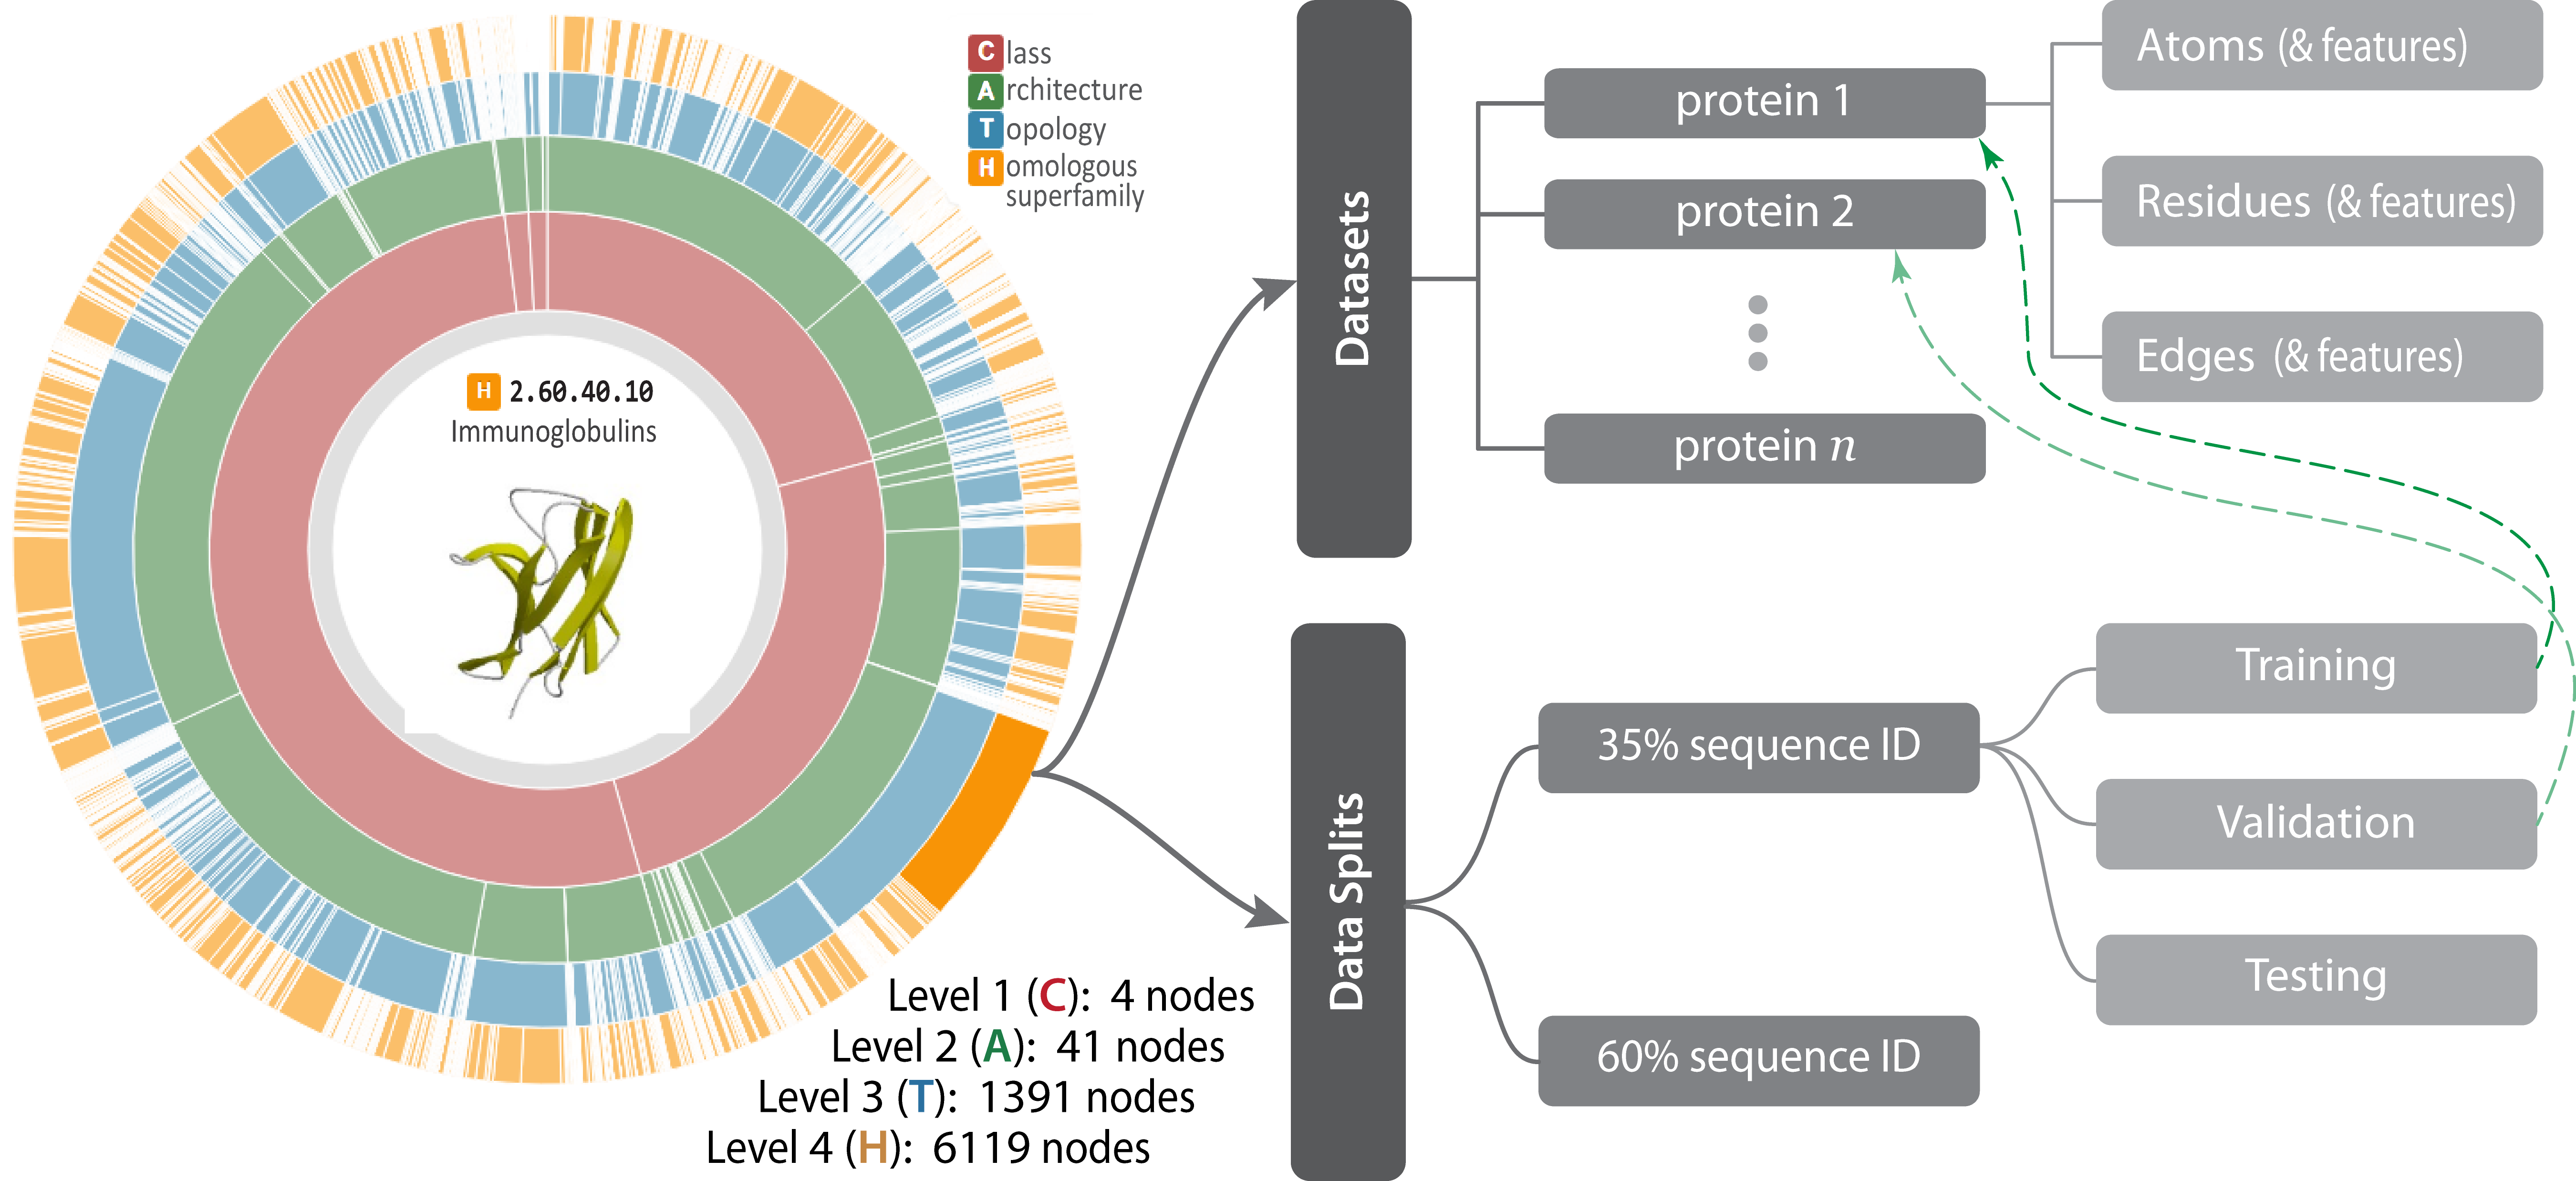 Class
Architecture
Topology
Homologous
superfamily
H 2.60.40.10
Immunoglobulins
Level 1 (C): 4 nodes
Level 2 (A): 41 nodes
Level 3 (T): 1391 nodes
Level 4 (H): 6119 nodes
Datasets
protein 1
protein 2
protein n
Atoms (& features)
Residues (& features)
Edges (& features)
Data Splits
35% sequence ID
60% sequence ID
Training
Validation
Testing